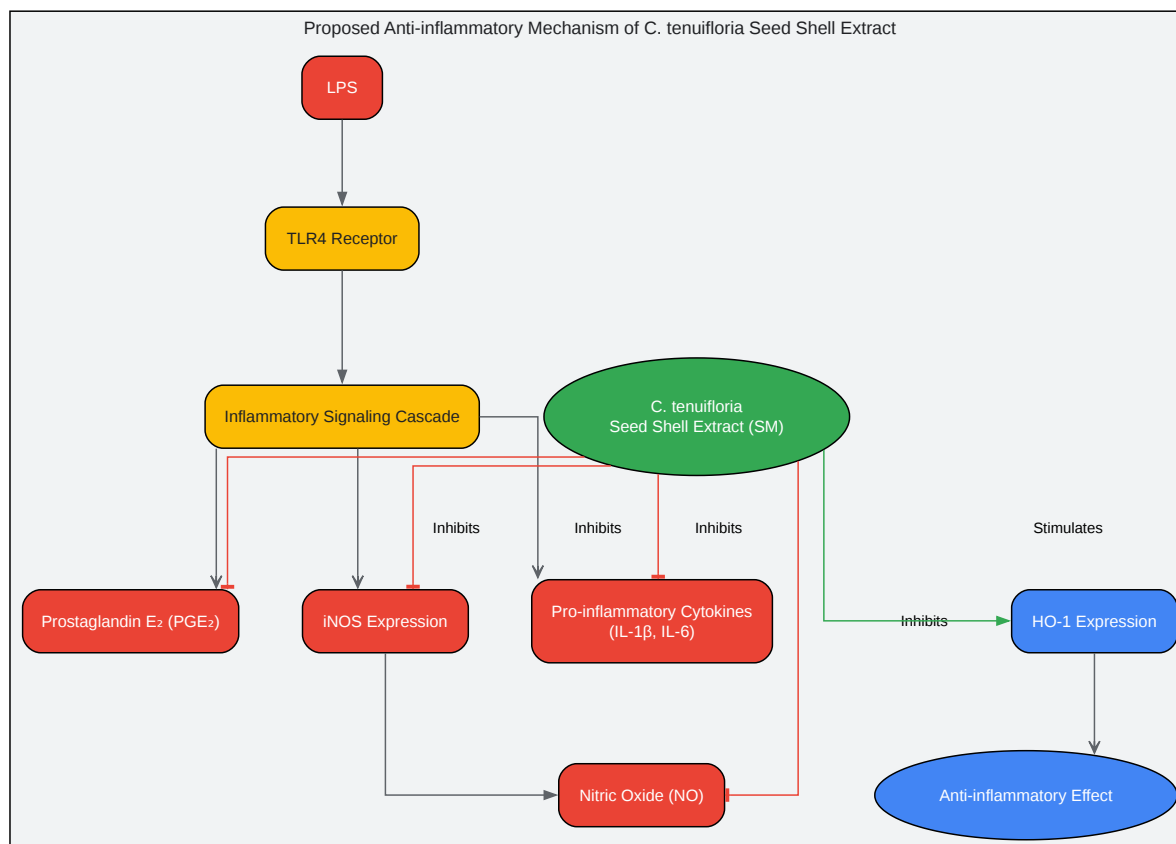 Proposed Anti-inflammatory Mechanism of C. tenuifloria Seed Shell Extract
LPS
TLR4 Receptor
Inflammatory Signaling Cascade
C. tenuifloria
Seed Shell Extract (SM)
Inhibits
Inhibits
Inhibits
Stimulates
Prostaglandin E₂ (PGE₂)
iNOS Expression
Pro-inflammatory Cytokines
(IL-1β, IL-6)
Inhibits
HO-1 Expression
Nitric Oxide (NO)
Anti-inflammatory Effect